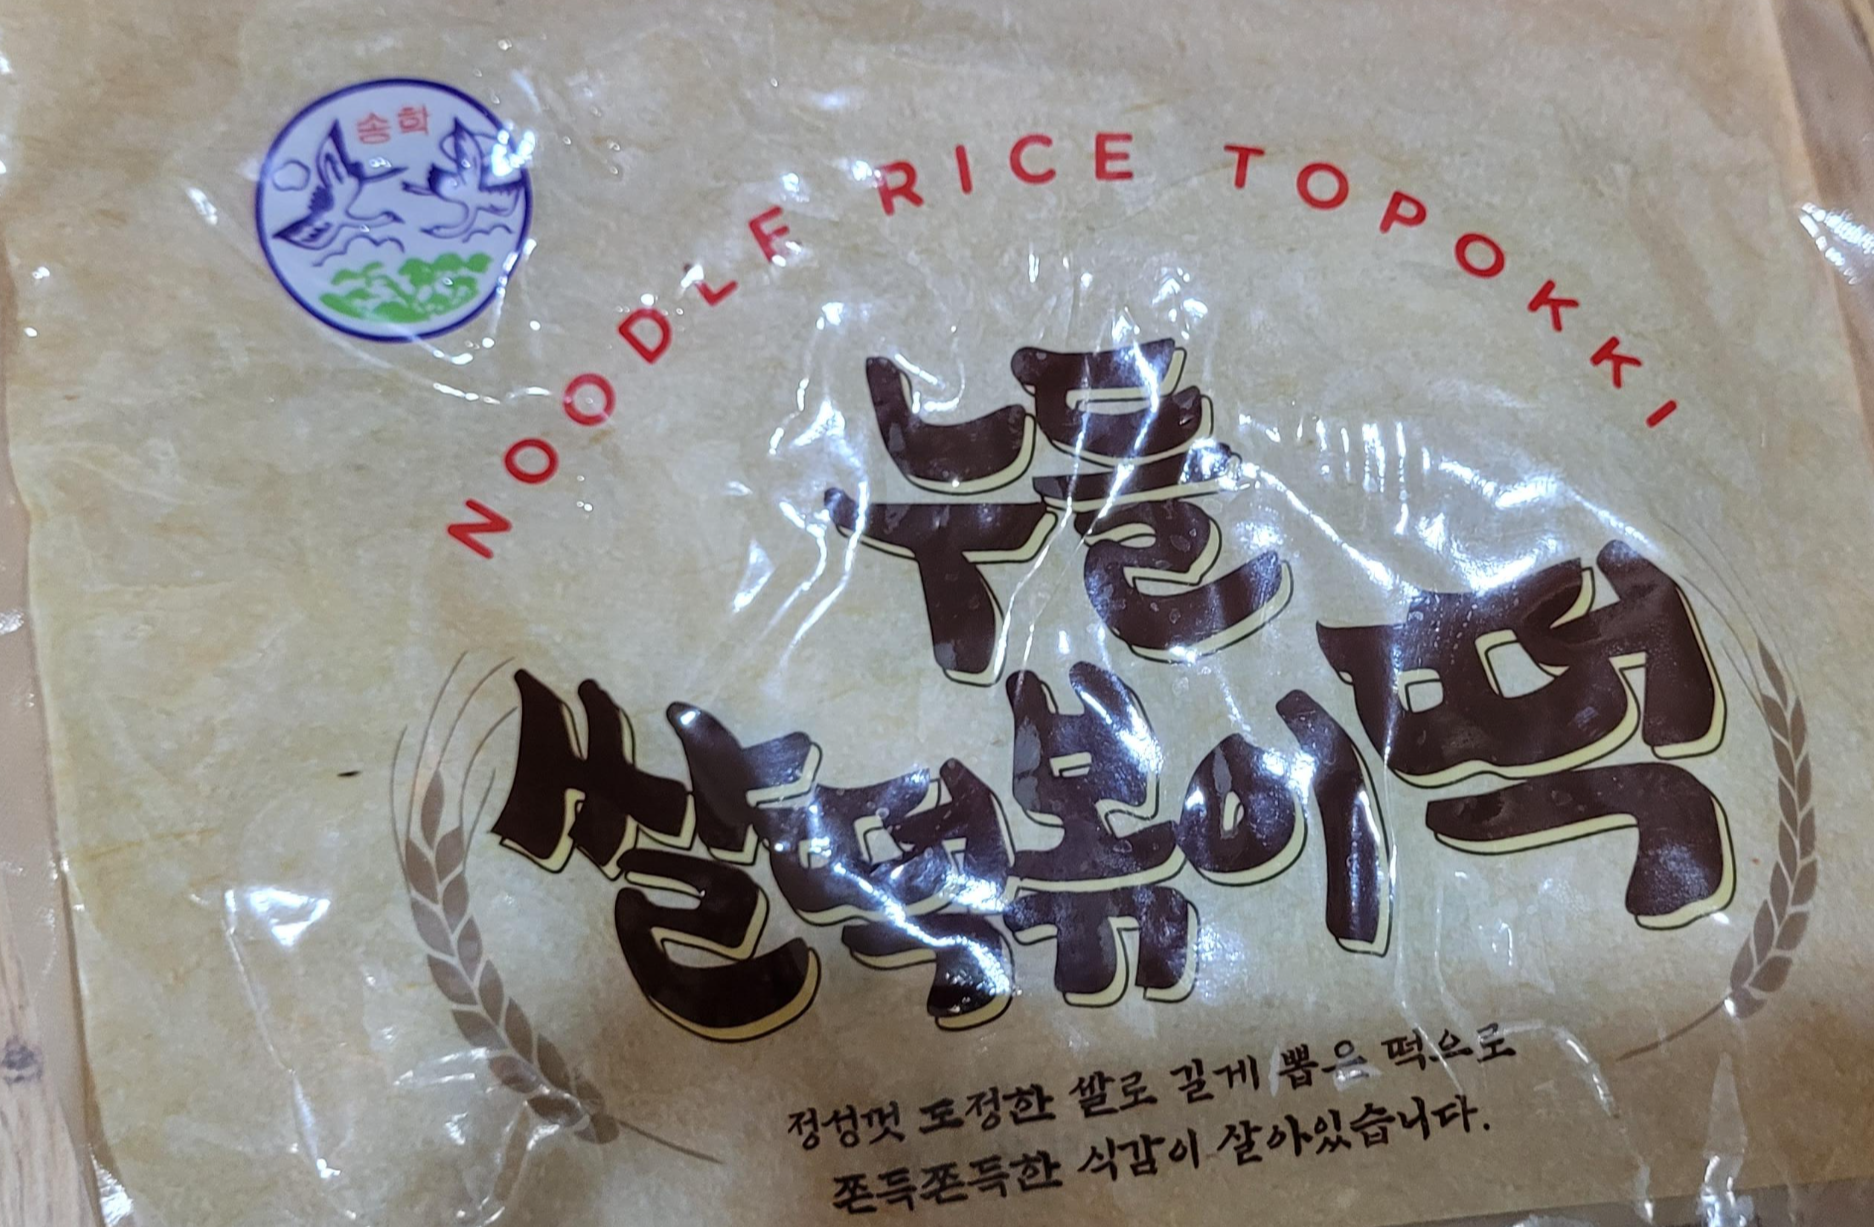 송학
NOODLE RICE TOPOKKI
누들
쌀떡볶이떡
정성껏 도정한 쌀로 길게 뽑은 떡으로
쫀득쫀득한 식감이 살아있습니다.